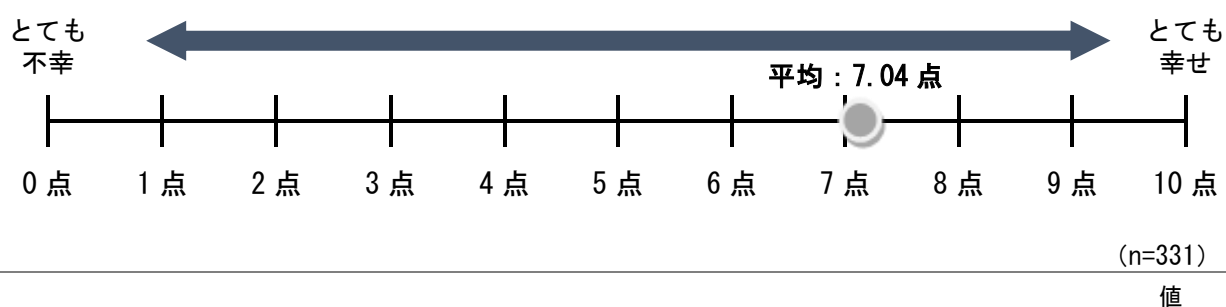 とても
不幸
とても
幸せ
平均：7.04 点
0 点 1 点 2 点 3 点 4 点 5 点 6 点 7 点 8 点 9 点 10 点
（n=331）
値